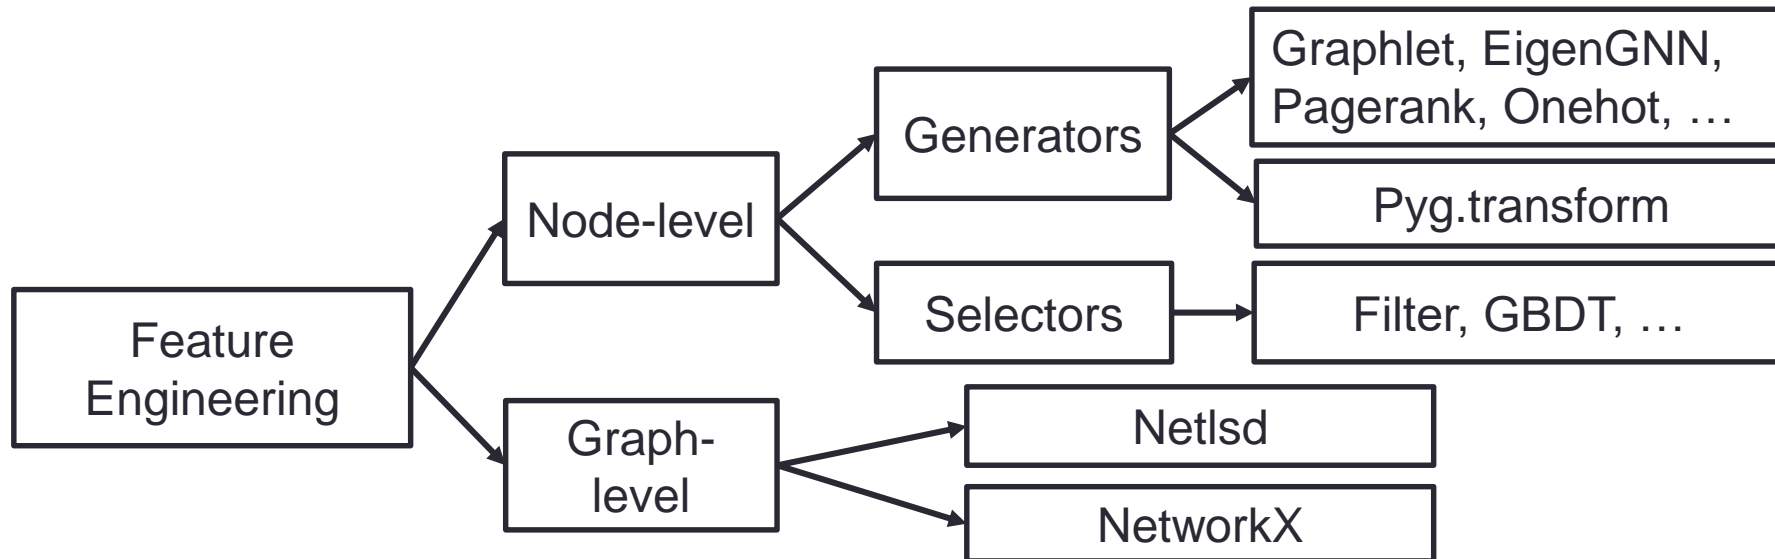 Feature
Engineering
Node-level
Graph-
level
Generators
Selectors
Graphlet, EigenGNN,
Pagerank, Onehot, …
Pyg.transform
Filter, GBDT, …
Netlsd
NetworkX